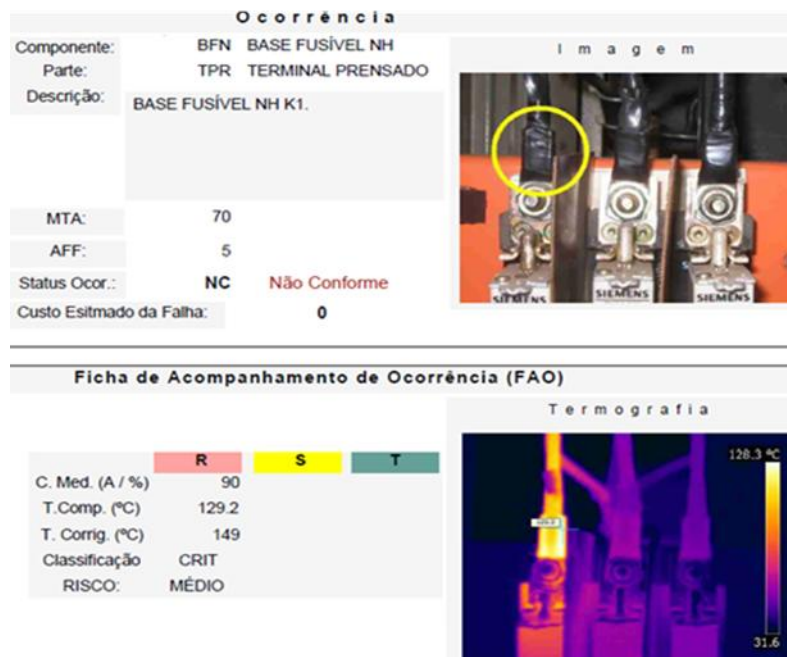 Ocorrência
Componente: BFN BASE FUSÍVEL NH
Parte: TPR TERMINAL PRENSADO
Descrição: BASE FUSÍVEL NH K1.
MTA: 70
AFF: 5
Status Ocor.: NC Não Conforme
Custo Esitmado da Falha: 0
Imagem
SIEMENS SIEMENS SIEMENS
Ficha de Acompanhamento de Ocorrência (FAO)
R S T
C. Med. (A / %) 90
T.Comp. (ºC) 129.2
T. Corrig. (ºC) 149
Classificação CRIT
RISCO: MÉDIO
Termografia
128.3 ºC
31.6